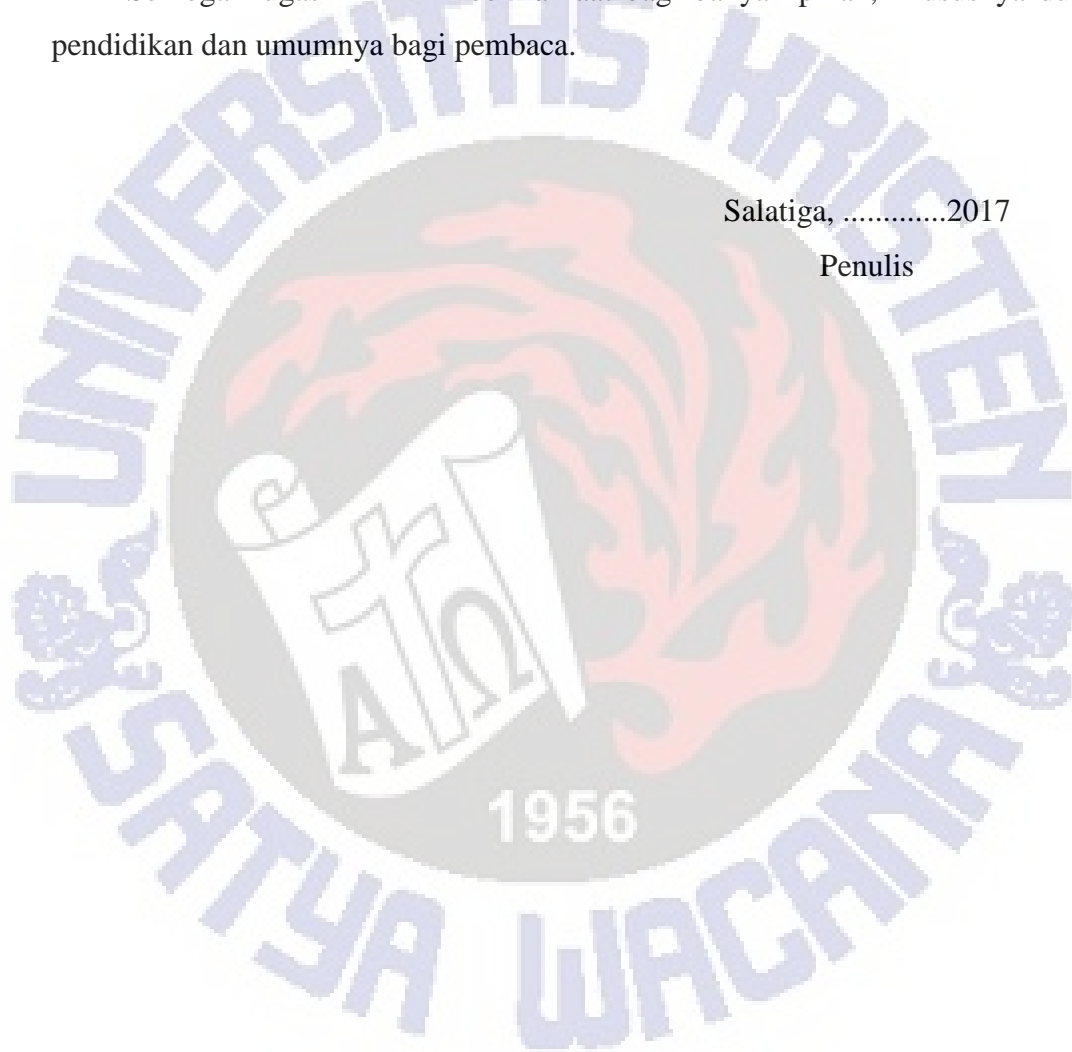 pendidikan dan umumnya bagi pembaca.
Salatiga, .............2017
Penulis
UNIVERSITAS KRISTEN
SATYA WACANA
1956
Α Ω